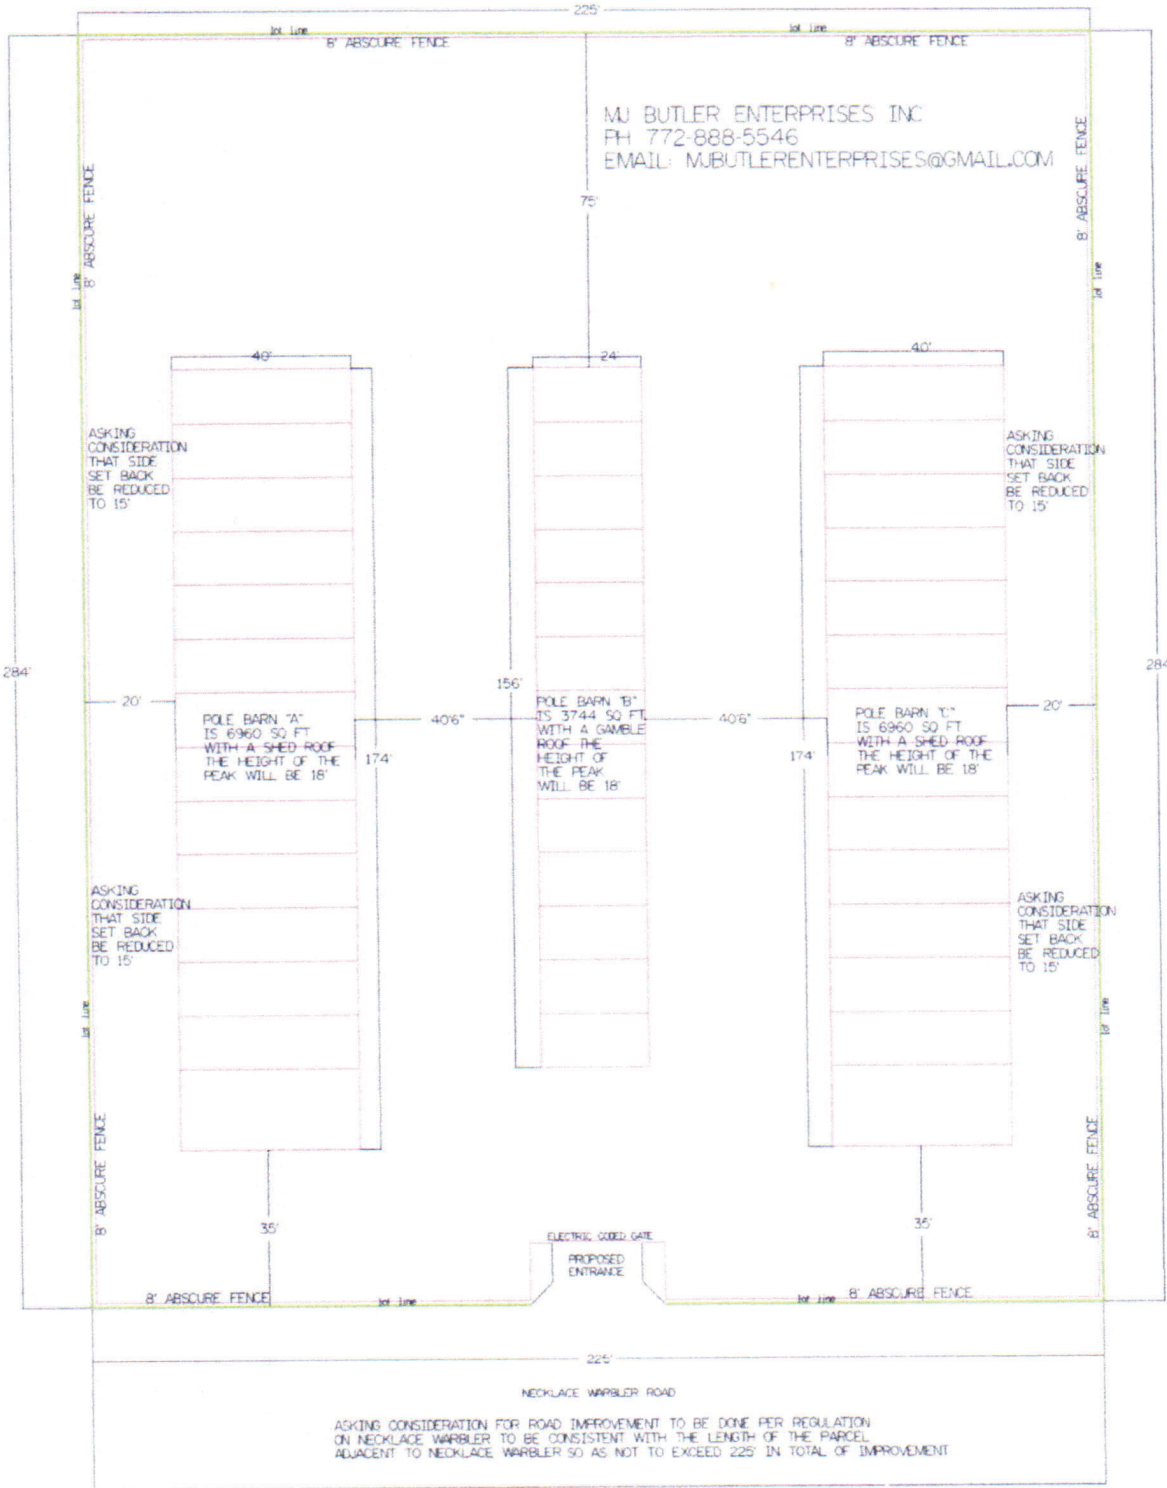 225'
lot line
8' ABSCURE FENCE
lot line
8' ABSCURE FENCE
MJ BUTLER ENTERPRISES INC
PH 772-888-5546
EMAIL: MJBUTLERENTERPRISES@GMAIL.COM
8' ABSCURE FENCE
lot line
8' ABSCURE FENCE
lot line
75'
40'
24'
40'
ASKING
CONSIDERATION
THAT SIDE
SET BACK
BE REDUCED
TO 15'
ASKING
CONSIDERATION
THAT SIDE
SET BACK
BE REDUCED
TO 15'
284'
284'
20'
POLE BARN "A"
IS 6960 SQ FT
WITH A SHED ROOF
THE HEIGHT OF THE
PEAK WILL BE 18'
174'
40'6"
156'
POLE BARN "B"
IS 3744 SQ FT
WITH A GAMBLE
ROOF THE
HEIGHT OF
THE PEAK
WILL BE 18'
40'6"
174'
POLE BARN "C"
IS 6960 SQ FT
WITH A SHED ROOF
THE HEIGHT OF THE
PEAK WILL BE 18'
20'
ASKING
CONSIDERATION
THAT SIDE
SET BACK
BE REDUCED
TO 15'
ASKING
CONSIDERATION
THAT SIDE
SET BACK
BE REDUCED
TO 15'
lot line
lot line
8' ABSCURE FENCE
8' ABSCURE FENCE
35'
35'
ELECTRIC CODED GATE
PROPOSED
ENTRANCE
8' ABSCURE FENCE
lot line
lot line
8' ABSCURE FENCE
225'
NECKLACE WARBLER ROAD
ASKING CONSIDERATION FOR ROAD IMPROVEMENT TO BE DONE PER REGULATION
ON NECKLACE WARBLER TO BE CONSISTENT WITH THE LENGTH OF THE PARCEL
ADJACENT TO NECKLACE WARBLER SO AS NOT TO EXCEED 225' IN TOTAL OF IMPROVEMENT